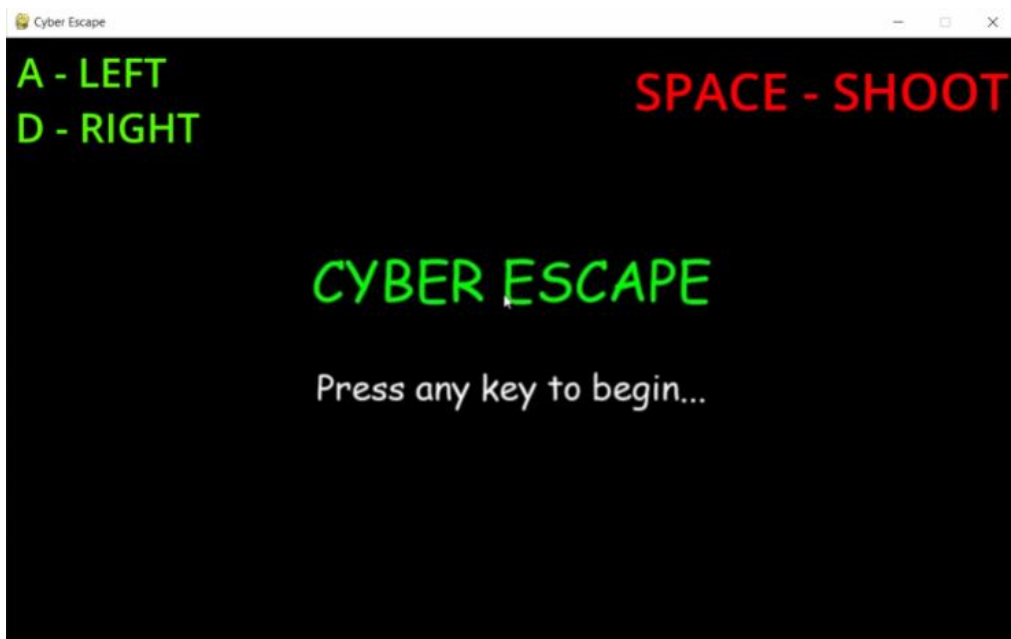 Cyber Escape
A - LEFT
D - RIGHT
SPACE - SHOOT
CYBER ESCAPE
Press any key to begin...